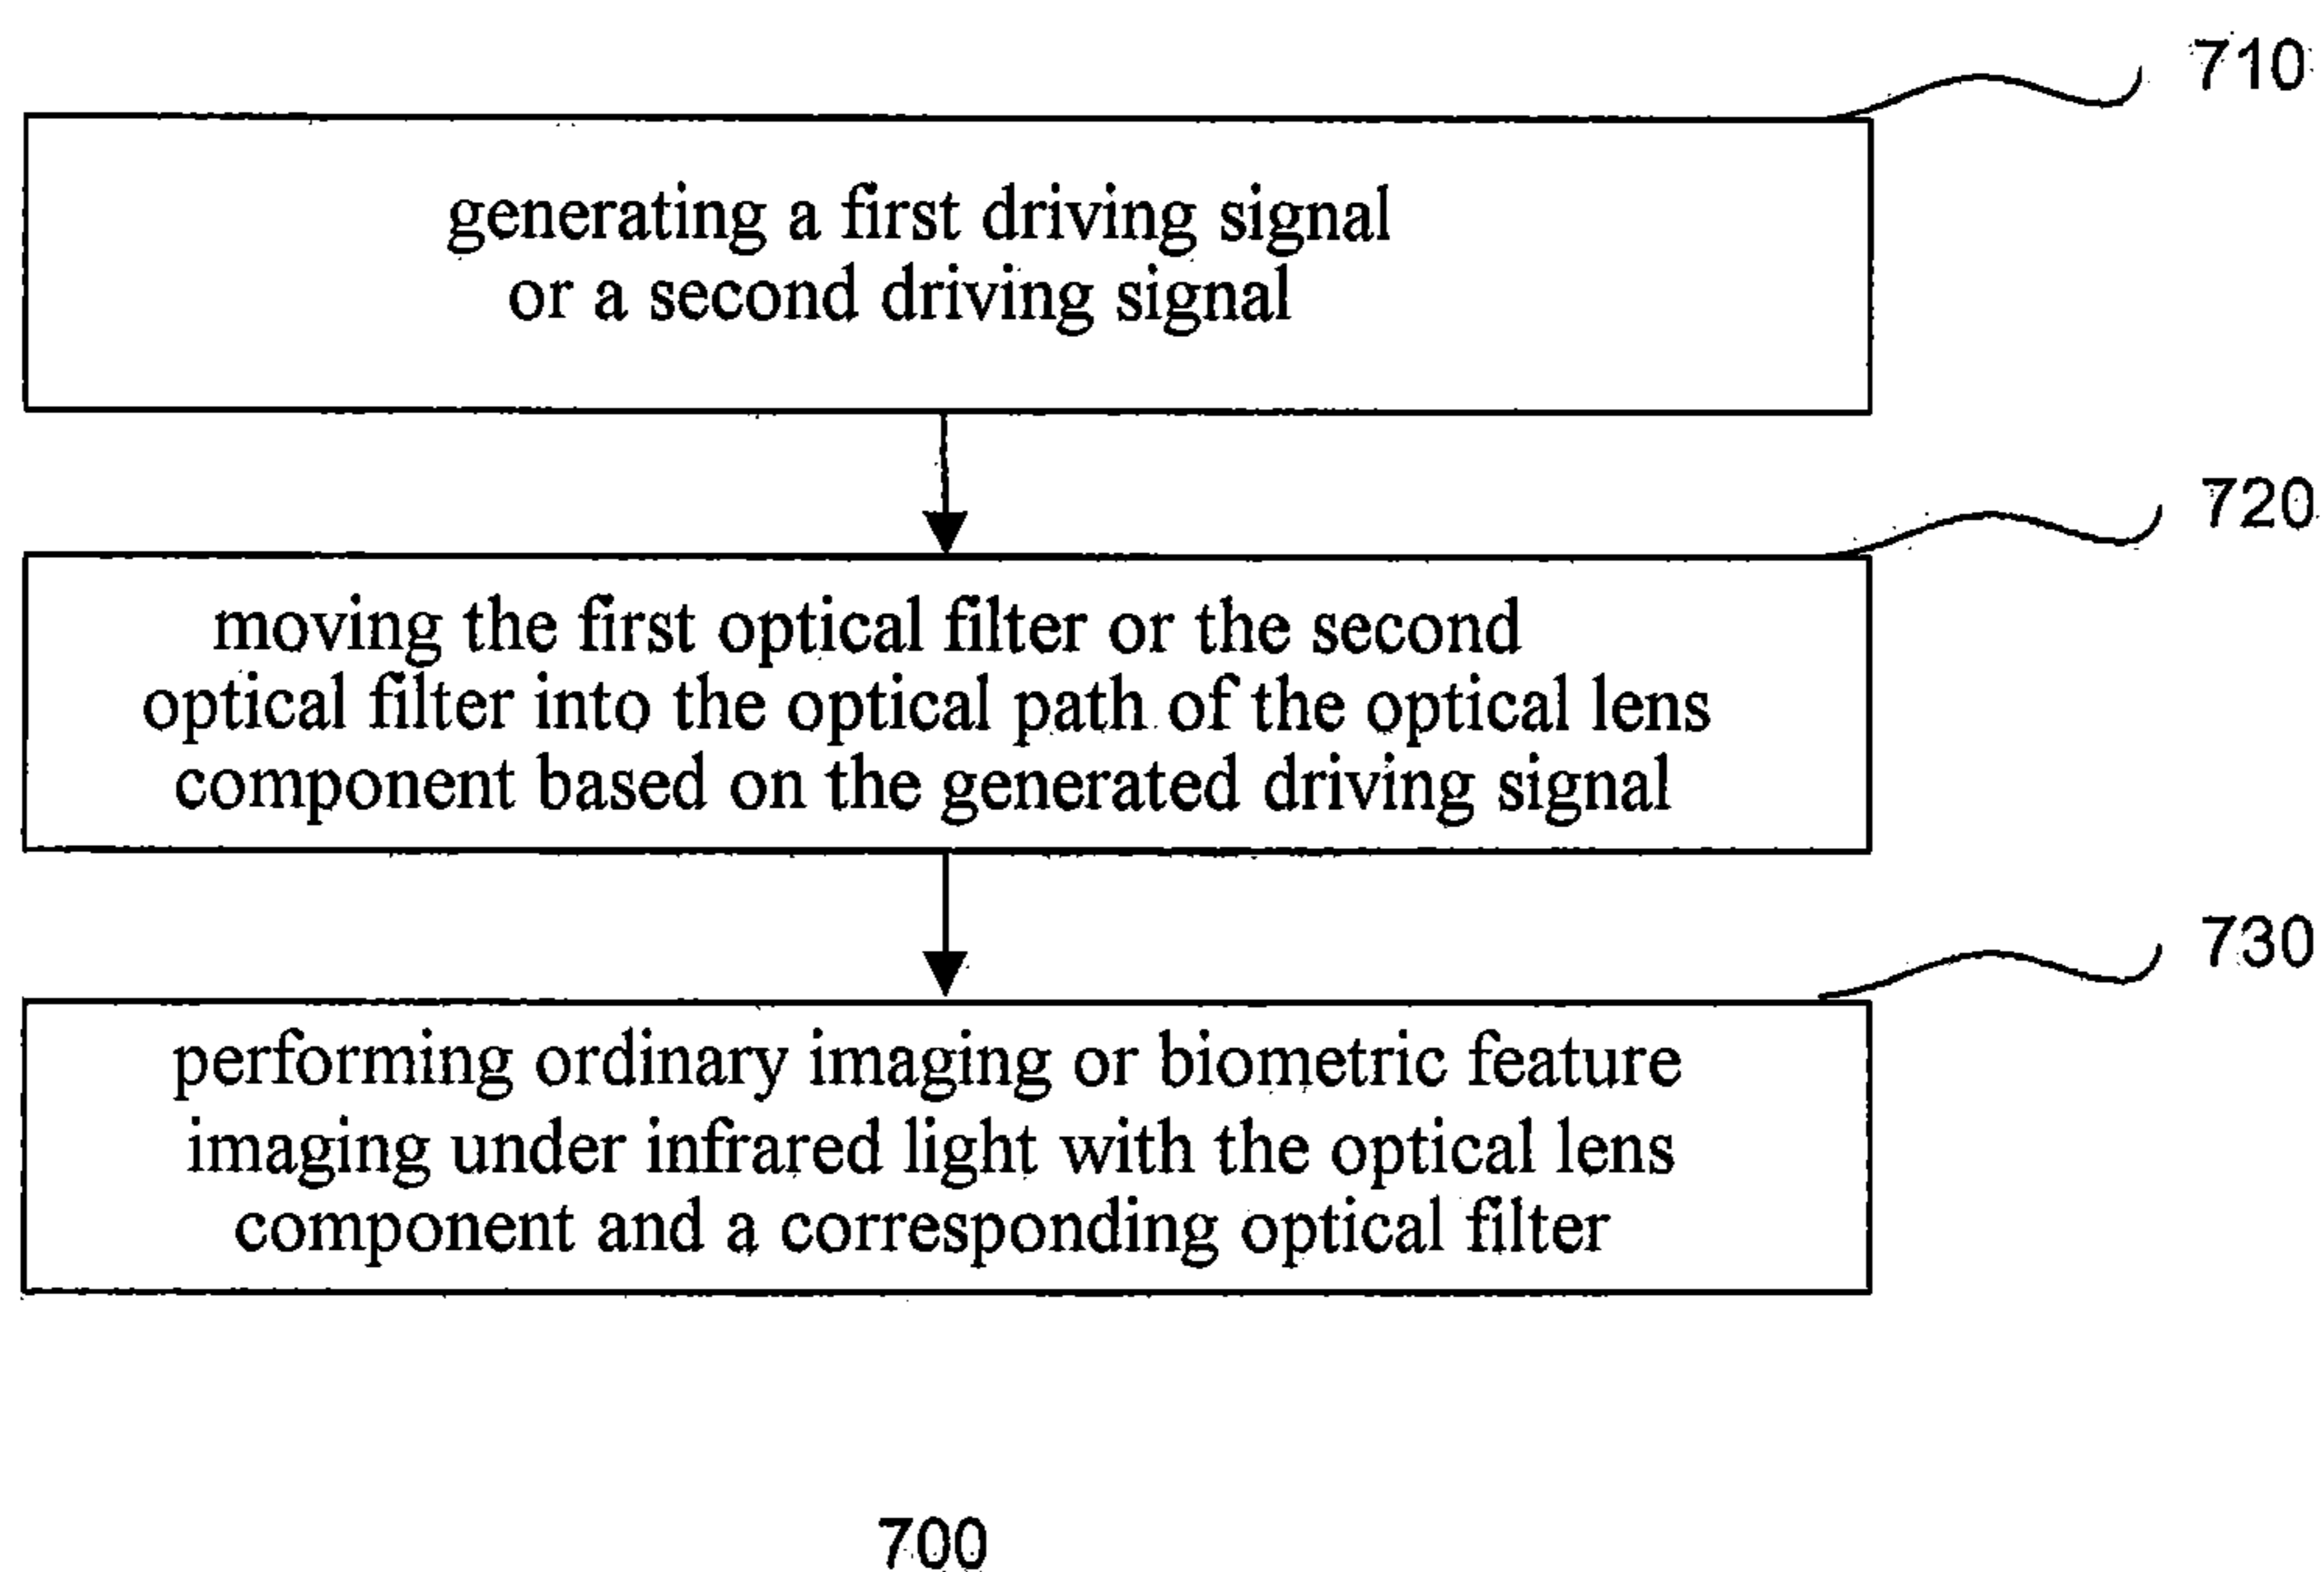 710
generating a first driving signal
or a second driving signal
720
moving the first optical filter or the second
optical filter into the optical path of the optical lens
component based on the generated driving signal
730
performing ordinary imaging or biometric feature
imaging under infrared light with the optical lens
component and a corresponding optical filter
700